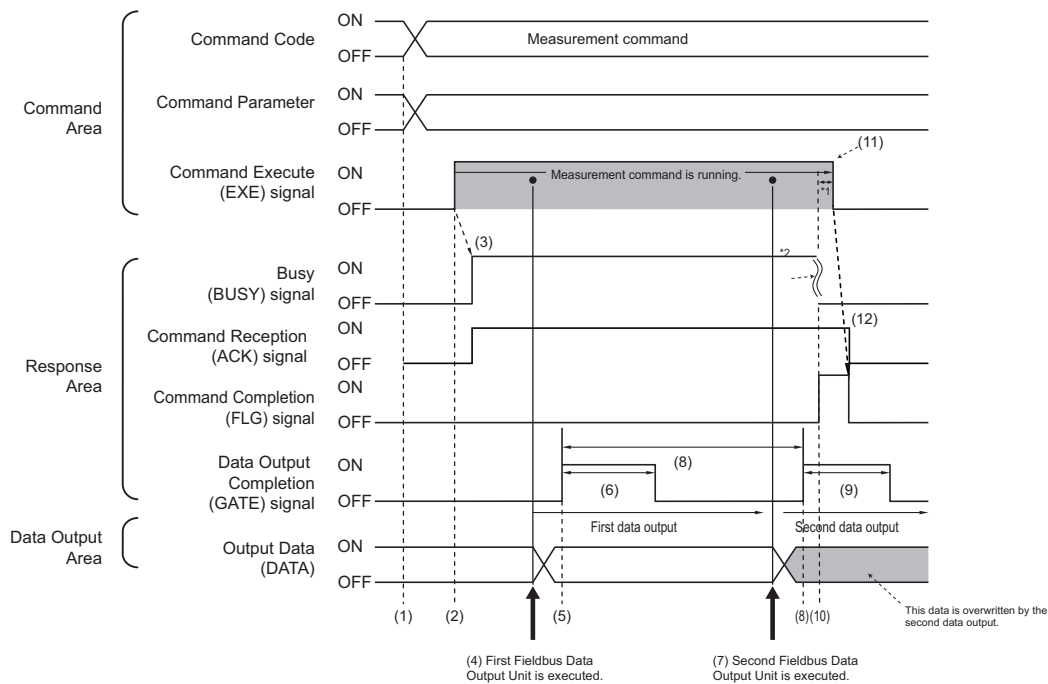 Command
Area
Command Code
ON
OFF
Measurement command
Command Parameter
ON
OFF
Command Execute
(EXE) signal
ON
OFF
Measurement command is running.
*1
(11)
Response
Area
Busy
(BUSY) signal
ON
OFF
(3)
*2
Command Reception
(ACK) signal
ON
OFF
(12)
Command Completion
(FLG) signal
ON
OFF
Data Output
Completion
(GATE) signal
ON
OFF
(8)
(6)
(9)
First data output
Second data output
Data Output
Area
Output Data
(DATA)
ON
OFF
(1)
(2)
(5)
(8)
(10)
This data is overwritten by the
second data output.
(4) First Fieldbus Data
Output Unit is executed.
(7) Second Fieldbus Data
Output Unit is executed.